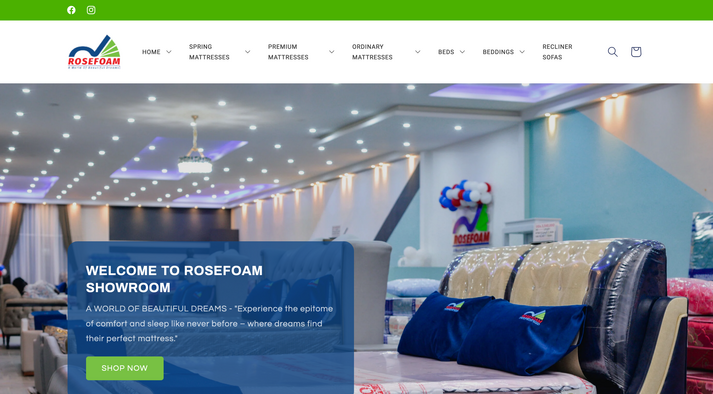 ROSEFOAM
A World Of Beautiful Dreams
HOME
SPRING
MATTRESSES
PREMIUM
MATTRESSES
ORDINARY
MATTRESSES
BEDS
BEDDINGS
RECLINER
SOFAS
ROSEFOAM
WELCOME TO ROSEFOAM
SHOWROOM
A WORLD OF BEAUTIFUL DREAMS - "Experience the epitome
of comfort and sleep like never before – where dreams find
their perfect mattress."
SHOP NOW